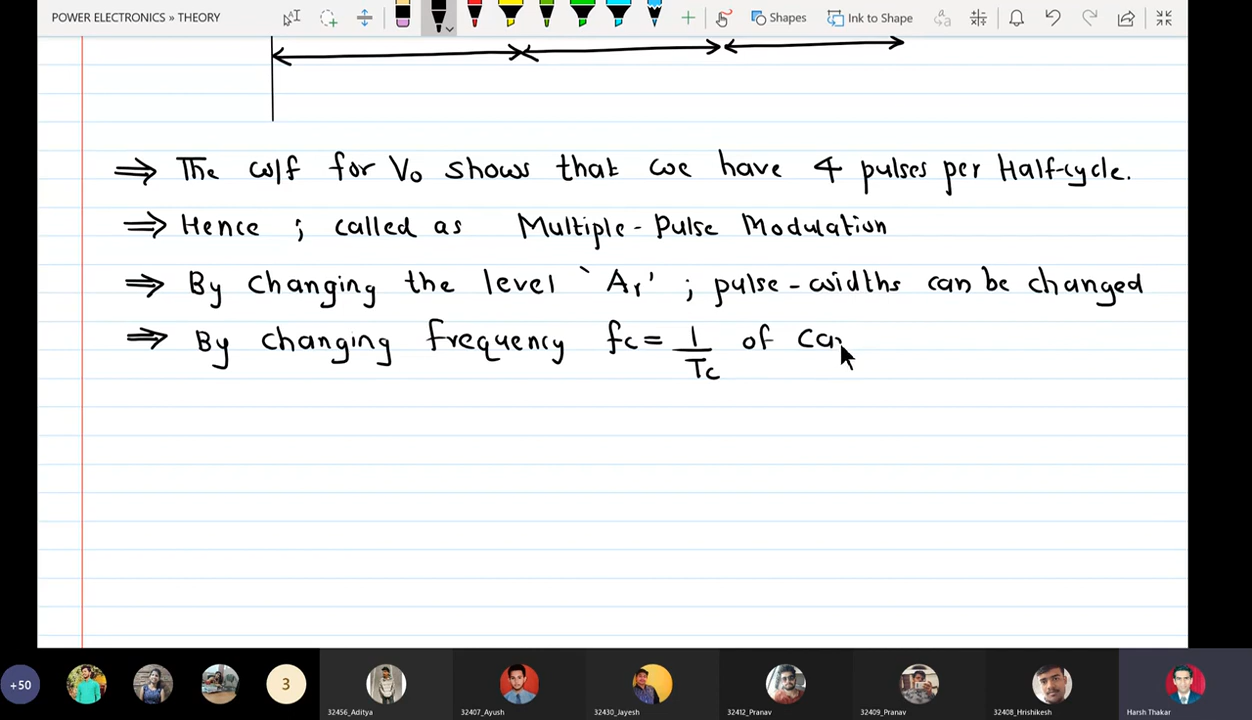 POWER ELECTRONICS » THEORY
Shapes
Ink to Shape
⇒ The w/f for Vo shows that we have 4 pulses per Half-cycle.
⇒ Hence ; called as Multiple-Pulse Modulation
⇒ By changing the level `Ar' ; pulse-widths can be changed
⇒ By changing frequency fc = 1/Tc of car
+50
3
32456_Aditya
32407_Ayush
32430_Jayesh
32412_Pranav
32409_Pranav
32408_Hrishikesh
Harsh Thakar